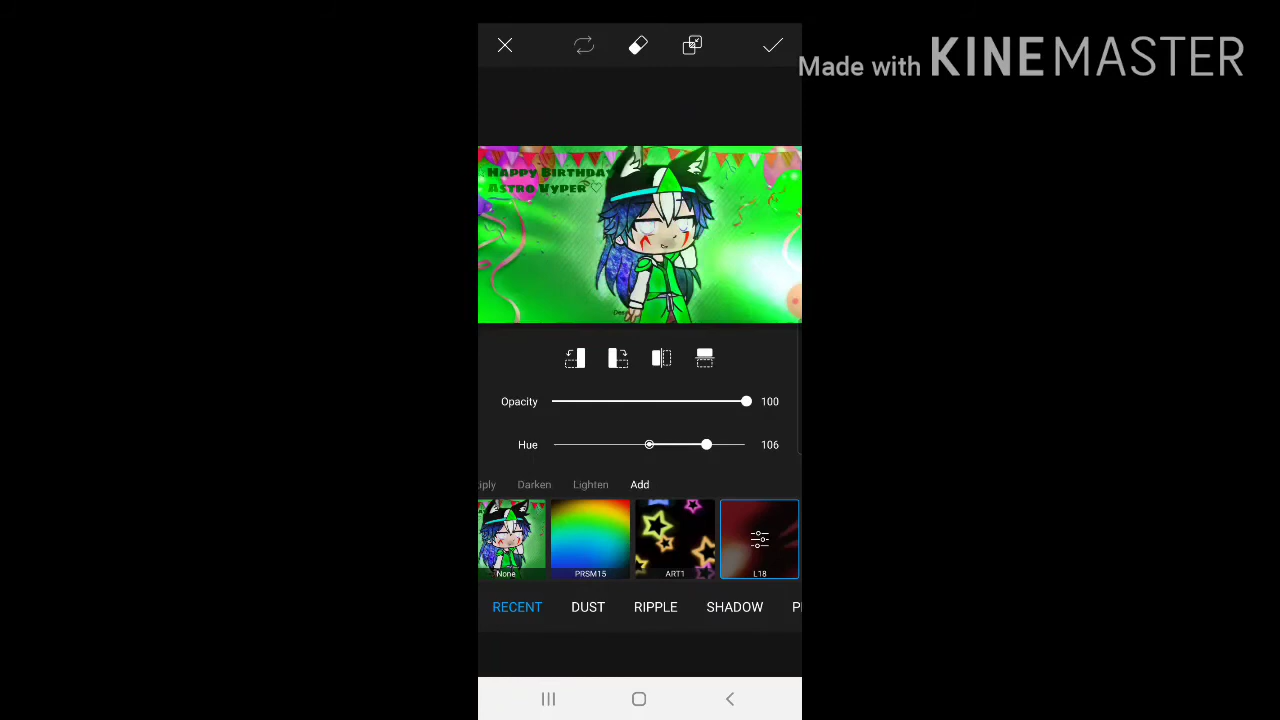 Made with KINEMASTER
Happy Birthday
Astro Vyper ♡
Opacity 100
Hue 106
iply Darken Lighten Add
None PRSM15 ART1 L18
RECENT DUST RIPPLE SHADOW P